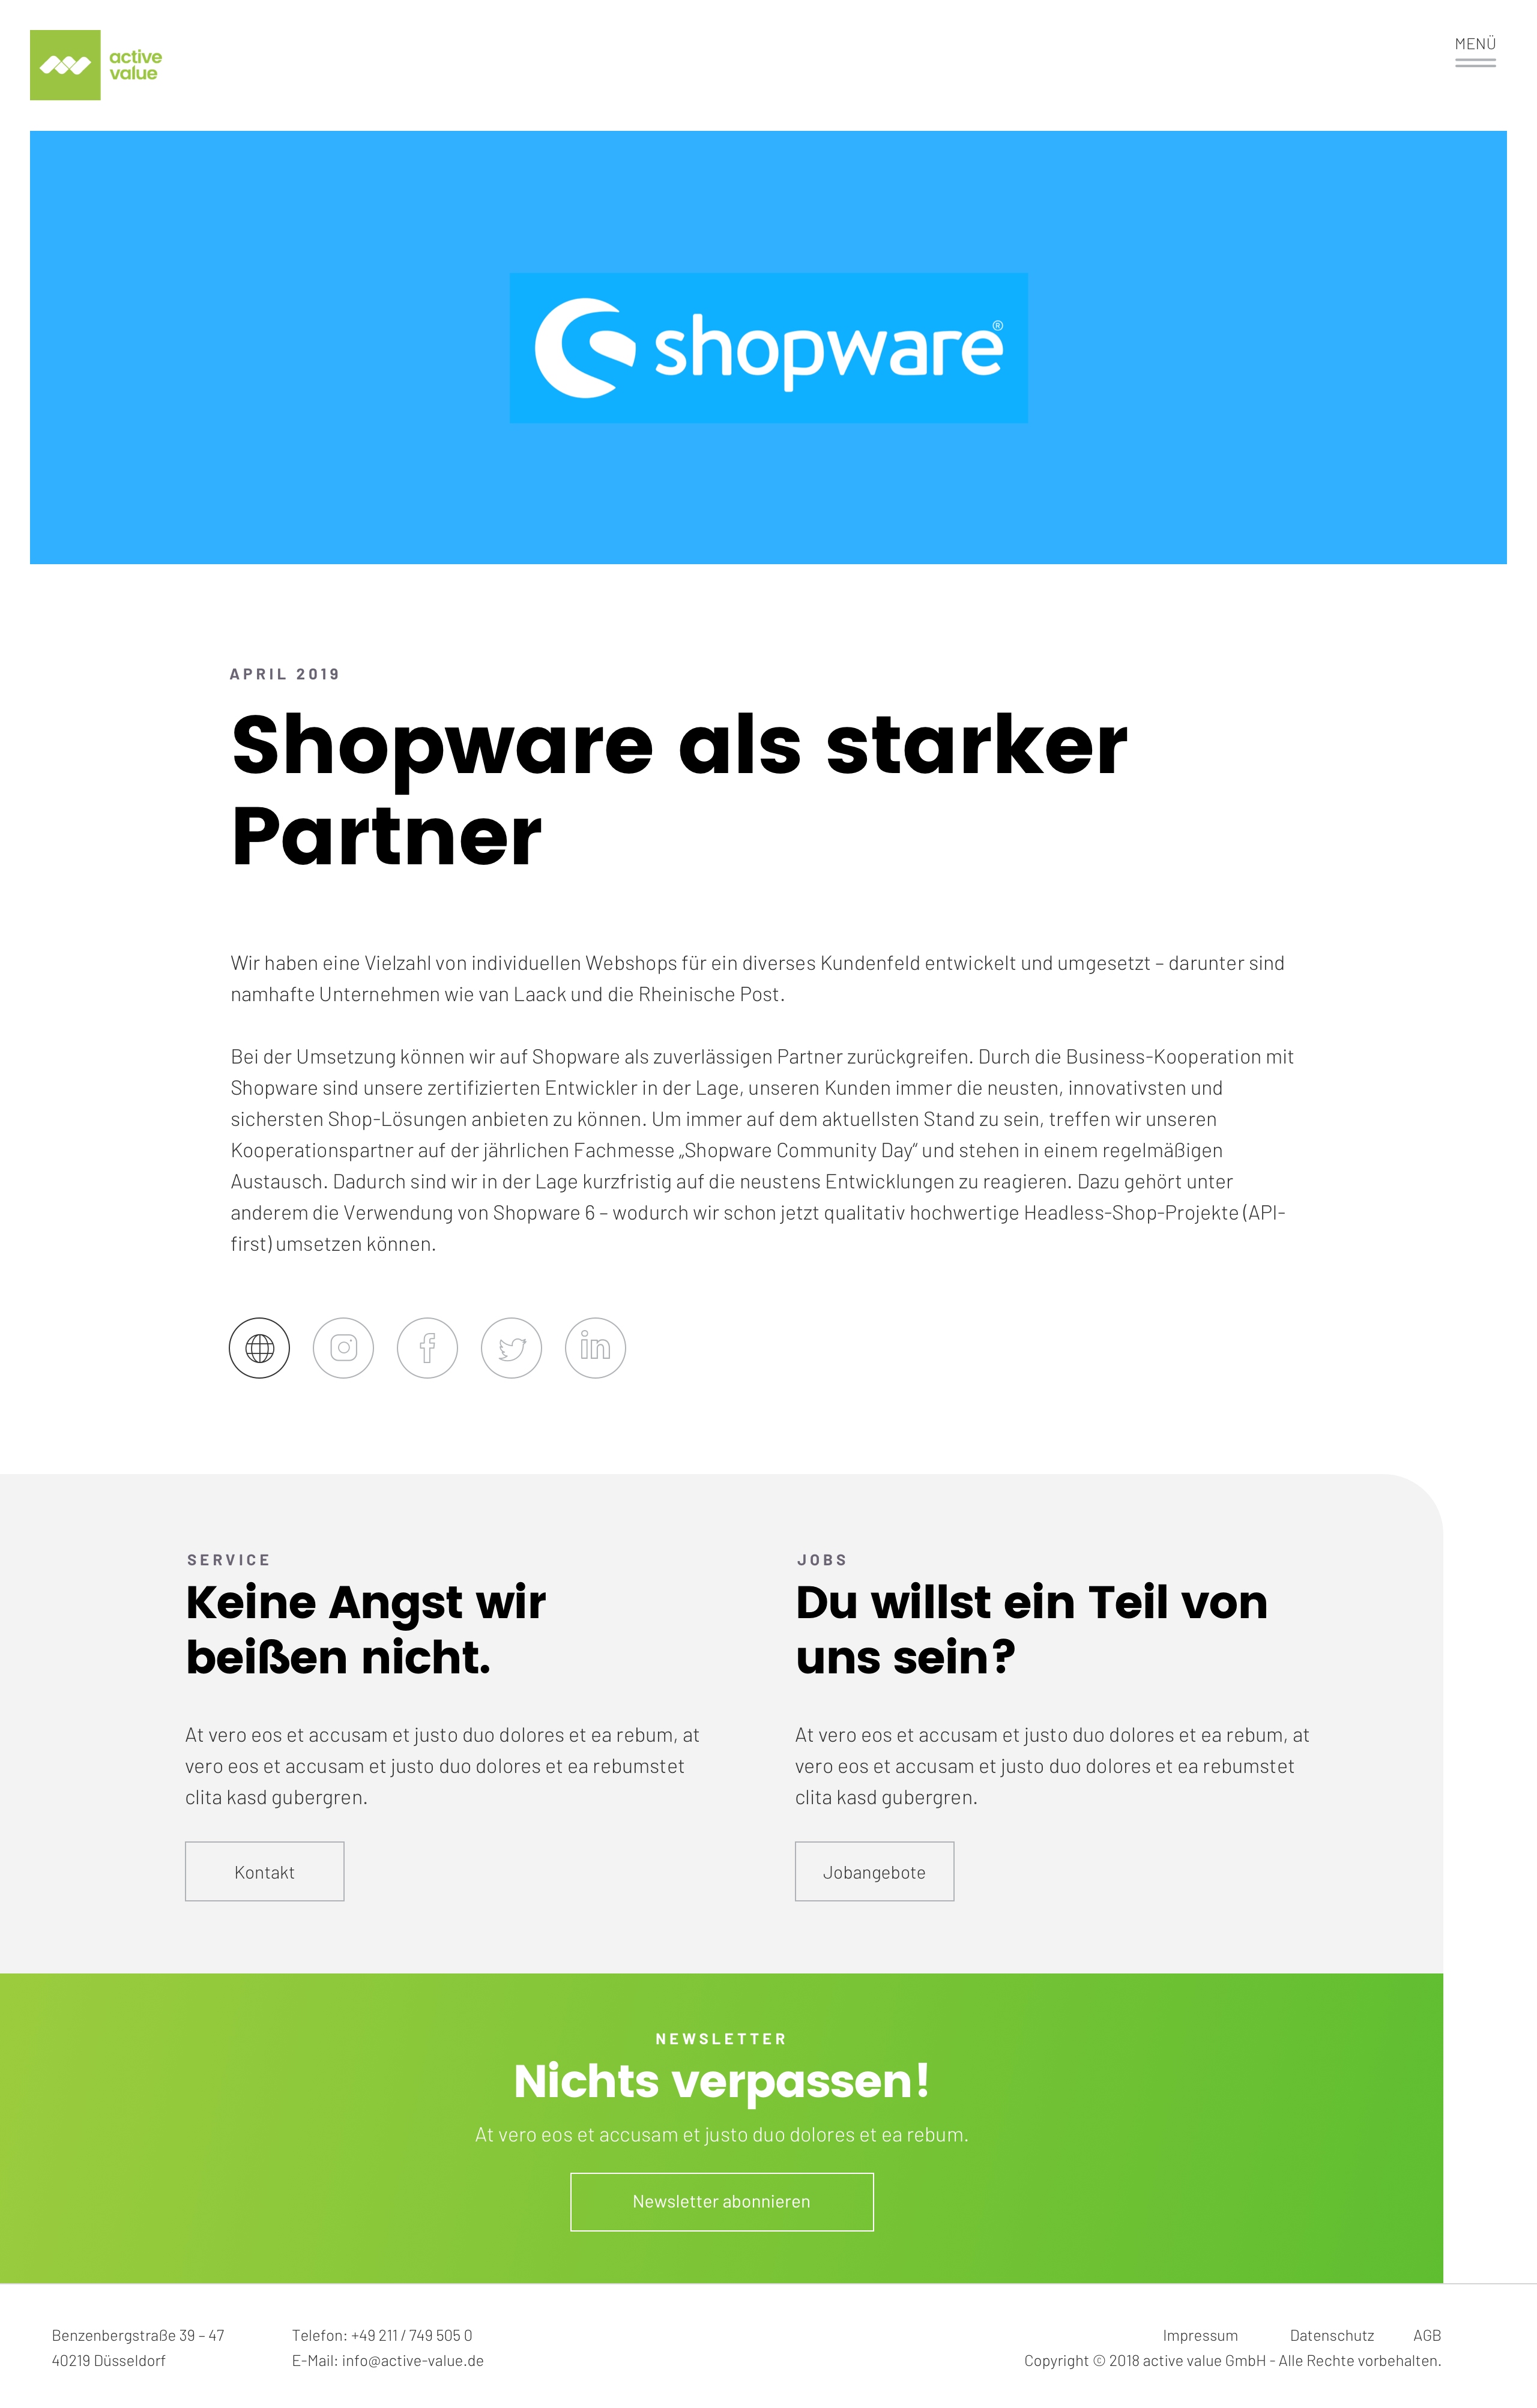 active
value
MENÜ
shopware®
APRIL 2019
Shopware als starker
Partner
Wir haben eine Vielzahl von individuellen Webshops für ein diverses Kundenfeld entwickelt und umgesetzt – darunter sind
namhafte Unternehmen wie van Laack und die Rheinische Post.
Bei der Umsetzung können wir auf Shopware als zuverlässigen Partner zurückgreifen. Durch die Business-Kooperation mit
Shopware sind unsere zertifizierten Entwickler in der Lage, unseren Kunden immer die neusten, innovativsten und
sichersten Shop-Lösungen anbieten zu können. Um immer auf dem aktuellsten Stand zu sein, treffen wir unseren
Kooperationspartner auf der jährlichen Fachmesse „Shopware Community Day“ und stehen in einem regelmäßigen
Austausch. Dadurch sind wir in der Lage kurzfristig auf die neustens Entwicklungen zu reagieren. Dazu gehört unter
anderem die Verwendung von Shopware 6 – wodurch wir schon jetzt qualitativ hochwertige Headless-Shop-Projekte (API-
first) umsetzen können.
SERVICE
Keine Angst wir
beißen nicht.
At vero eos et accusam et justo duo dolores et ea rebum, at
vero eos et accusam et justo duo dolores et ea rebumstet
clita kasd gubergren.
Kontakt
JOBS
Du willst ein Teil von
uns sein?
At vero eos et accusam et justo duo dolores et ea rebum, at
vero eos et accusam et justo duo dolores et ea rebumstet
clita kasd gubergren.
Jobangebote
NEWSLETTER
Nichts verpassen!
At vero eos et accusam et justo duo dolores et ea rebum.
Newsletter abonnieren
Benzenbergstraße 39 – 47
40219 Düsseldorf
Telefon: +49 211 / 749 505 0
E-Mail: info@active-value.de
Impressum Datenschutz AGB
Copyright © 2018 active value GmbH - Alle Rechte vorbehalten.